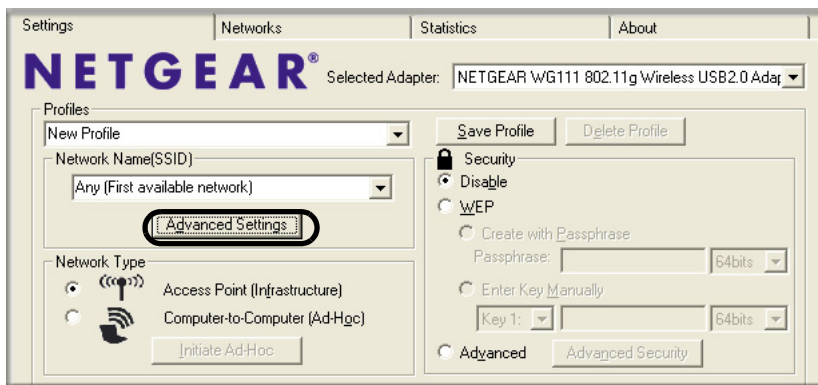 Settings
Networks
Statistics
About
NETGEAR®
Selected Adapter: NETGEAR WG111 802.11g Wireless USB2.0 Adap
Profiles
New Profile
Save Profile
Delete Profile
Network Name(SSID)
Any (First available network)
Advanced Settings
Network Type
Access Point (Infrastructure)
Computer-to-Computer (Ad-Hoc)
Initiate Ad-Hoc
Security
Disable
WEP
Create with Passphrase
Passphrase: 64bits
Enter Key Manually
Key 1: 64bits
Advanced Advanced Security